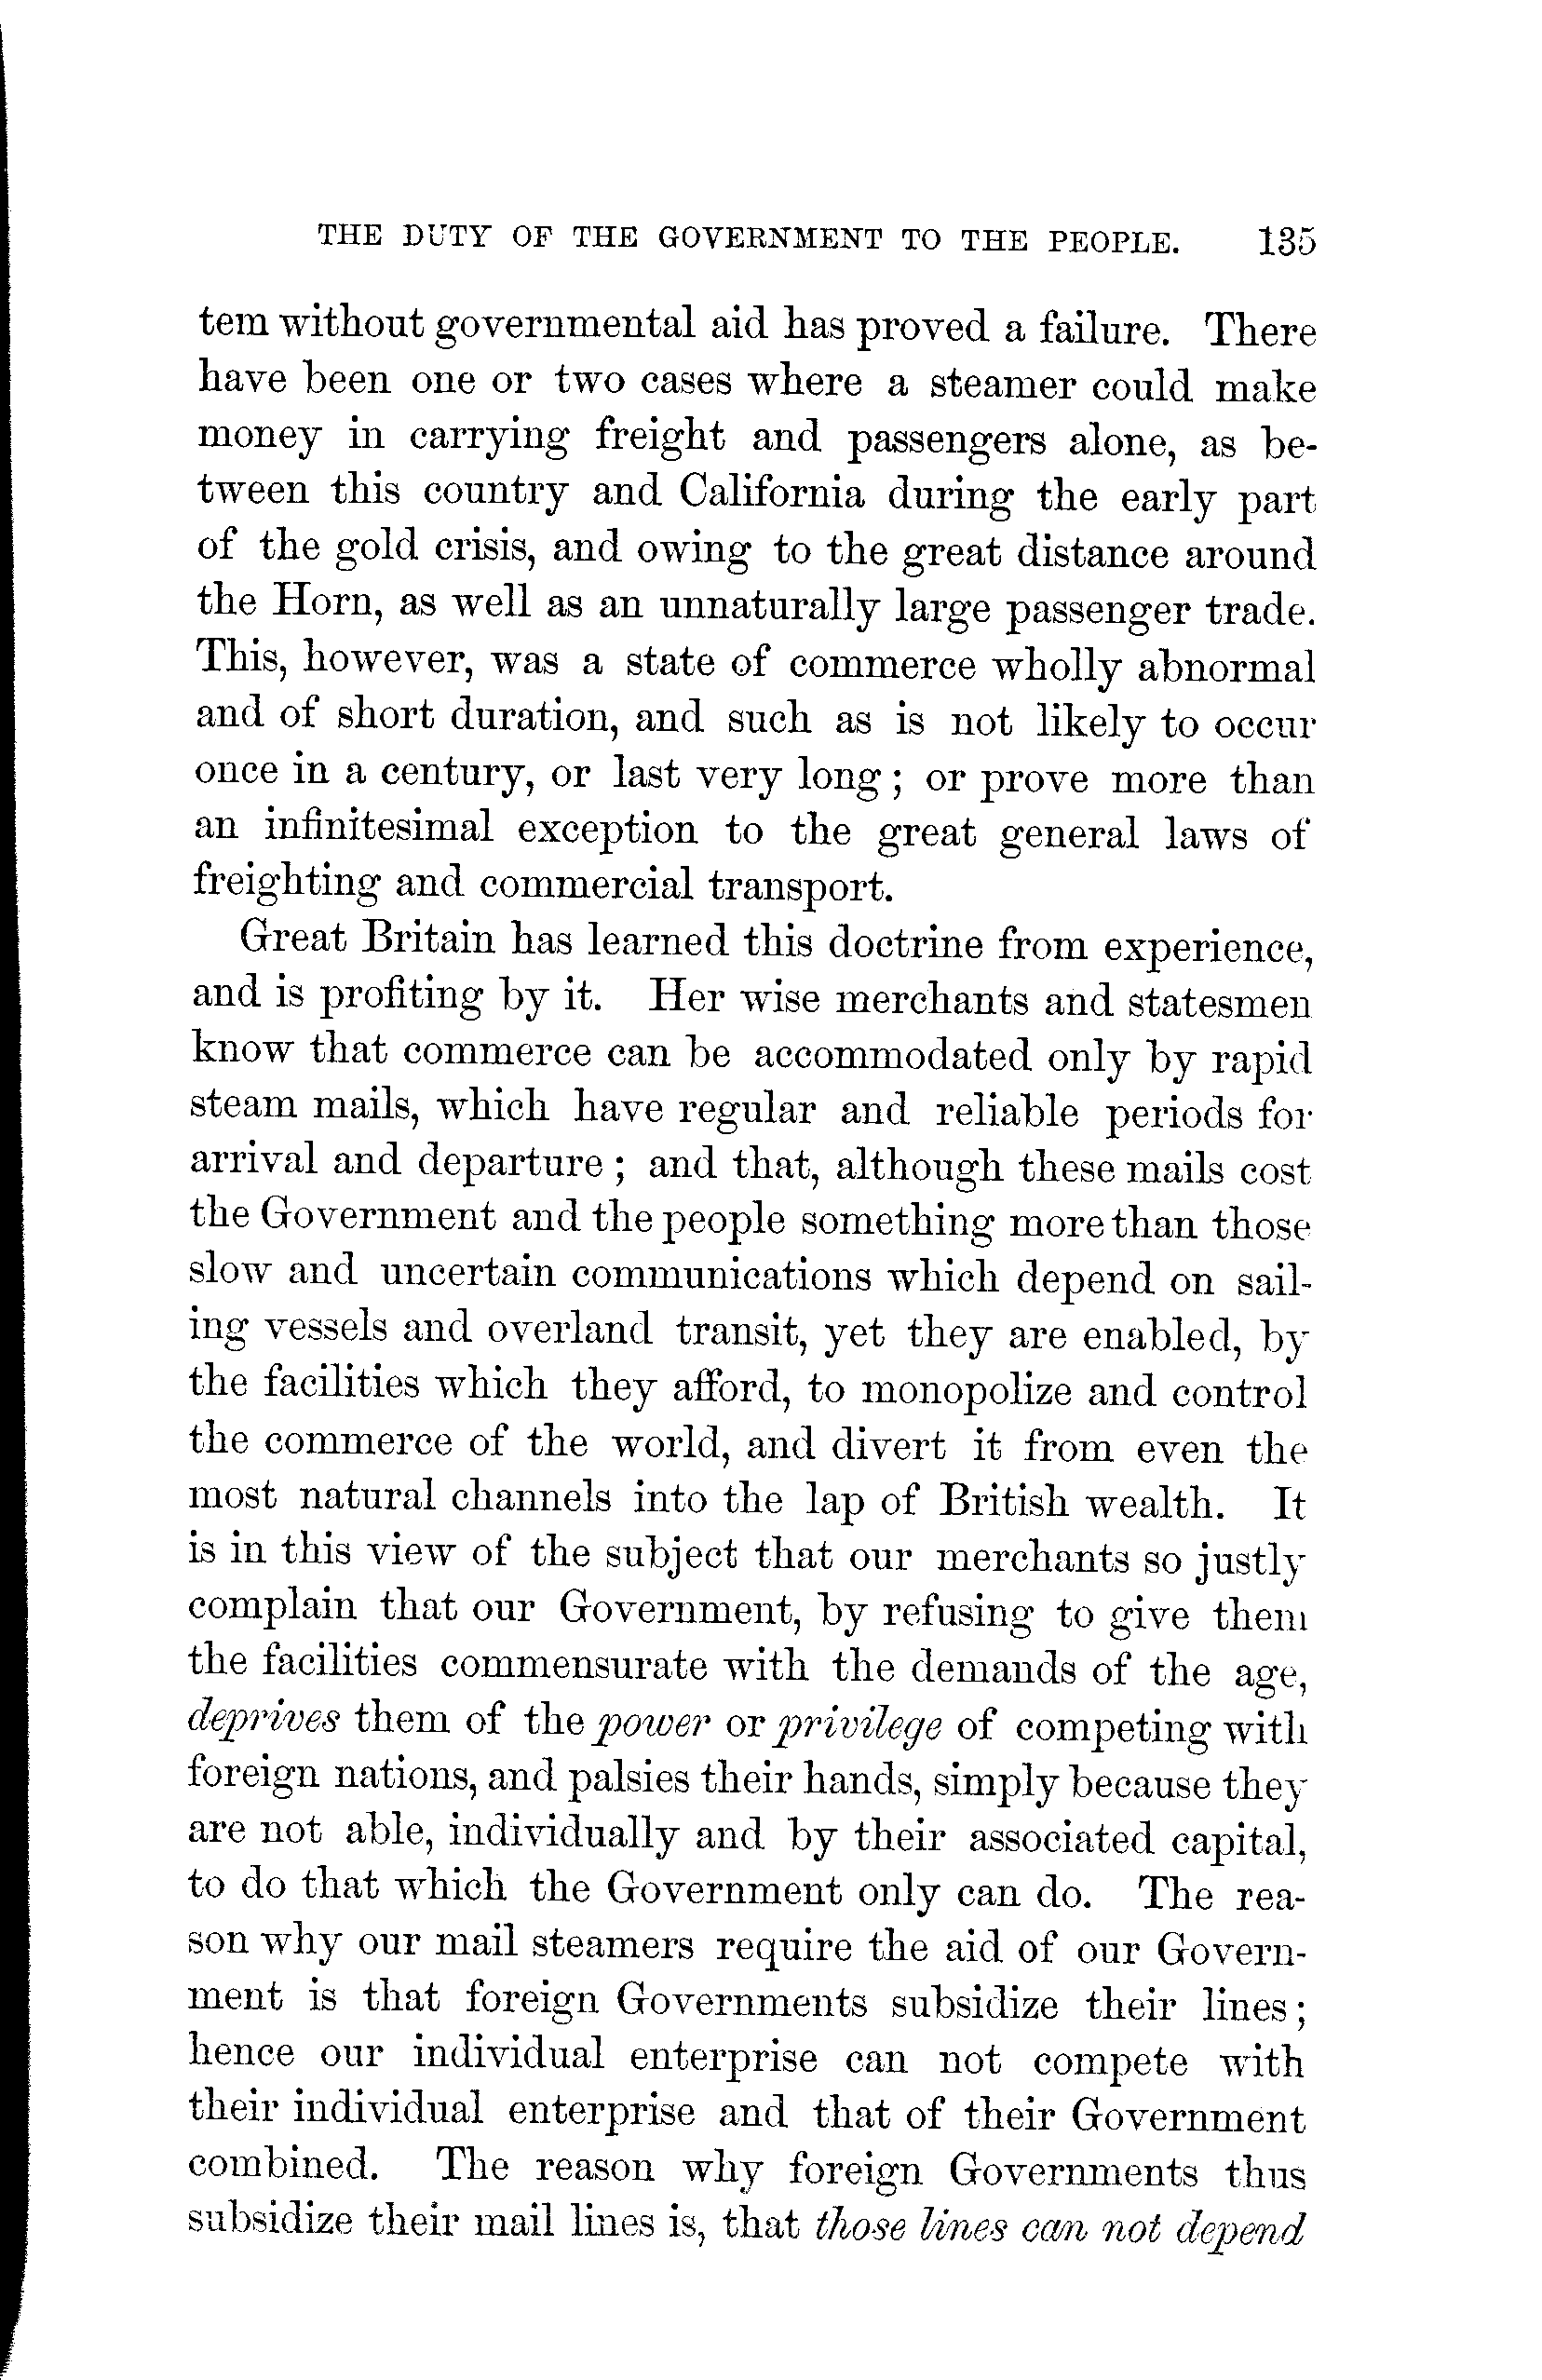 THE DUTY OF THE GOVERNMENT TO THE PEOPLE. 135
tem without governmental aid has proved a failure. There
have been one or two cases where a steamer could make
money in carrying freight and passengers alone, as be-
tween this country and California during the early part
of the gold crisis, and owing to the great distance around
the Horn, as well as an unnaturally large passenger trade.
This, however, was a state of commerce wholly abnormal
and of short duration, and such as is not likely to occur
once in a century, or last very long; or prove more than
an infinitesimal exception to the great general laws of
freighting and commercial transport.
Great Britain has learned this doctrine from experience,
and is profiting by it. Her wise merchants and statesmen
know that commerce can be accommodated only by rapid
steam mails, which have regular and reliable periods for
arrival and departure; and that, although these mails cost
the Government and the people something more than those
slow and uncertain communications which depend on sail-
ing vessels and overland transit, yet they are enabled, by
the facilities which they afford, to monopolize and control
the commerce of the world, and divert it from even the
most natural channels into the lap of British wealth. It
is in this view of the subject that our merchants so justly
complain that our Government, by refusing to give them
the facilities commensurate with the demands of the age,
deprives them of the power or privilege of competing with
foreign nations, and palsies their hands, simply because they
are not able, individually and by their associated capital,
to do that which the Government only can do. The rea-
son why our mail steamers require the aid of our Govern-
ment is that foreign Governments subsidize their lines;
hence our individual enterprise can not compete with
their individual enterprise and that of their Government
combined. The reason why foreign Governments thus
subsidize their mail lines is, that those lines can not depend